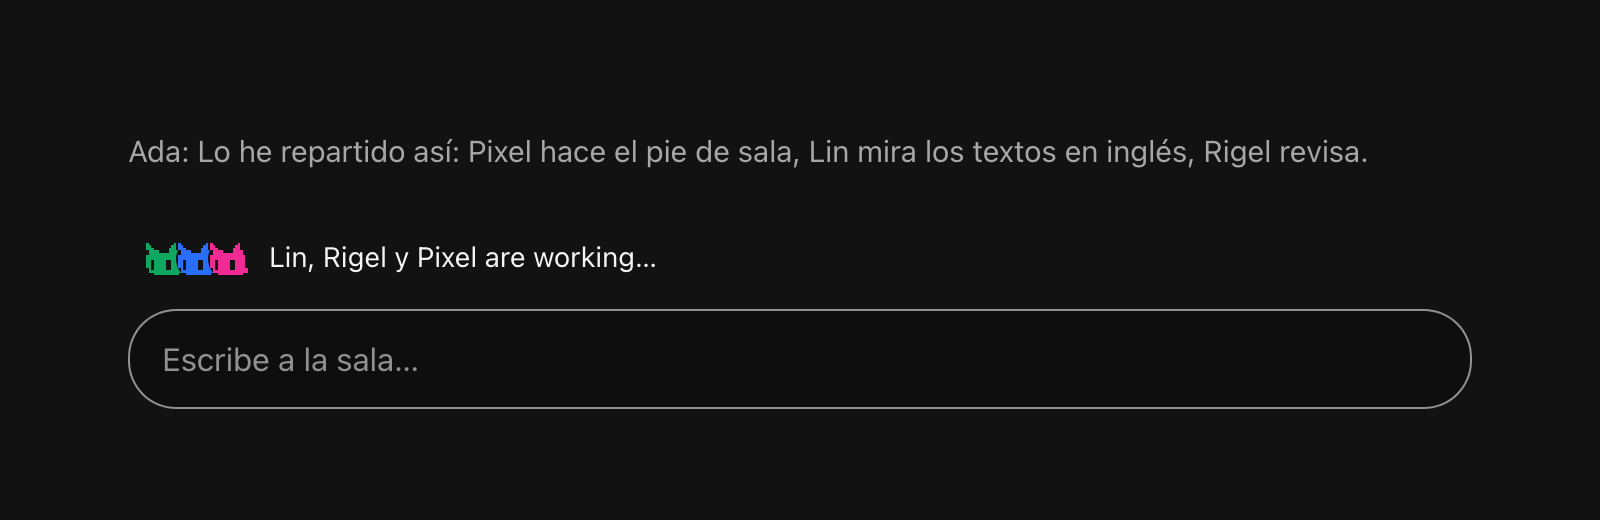 Ada: Lo he repartido así: Pixel hace el pie de sala, Lin mira los textos en inglés, Rigel revisa.
Lin, Rigel y Pixel are working...
Escribe a la sala...